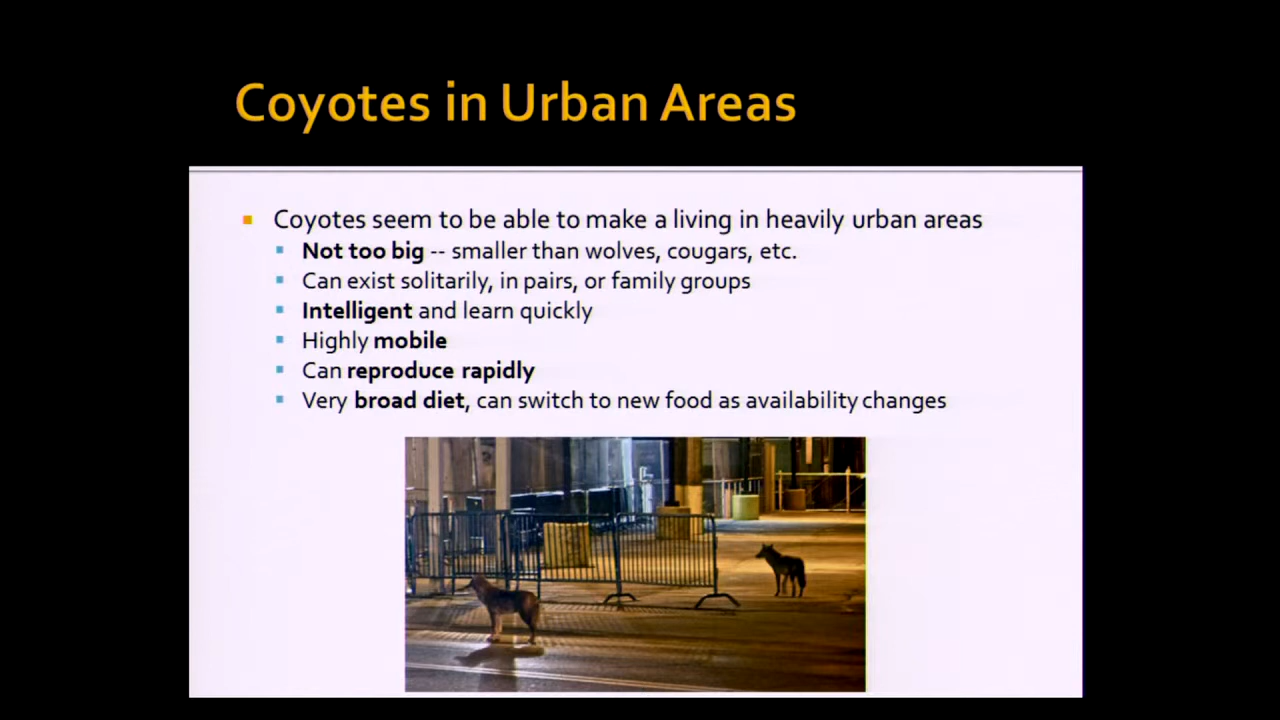 Coyotes in Urban Areas
Coyotes seem to be able to make a living in heavily urban areas
Not too big -- smaller than wolves, cougars, etc.
Can exist solitarily, in pairs, or family groups
Intelligent and learn quickly
Highly mobile
Can reproduce rapidly
Very broad diet, can switch to new food as availability changes